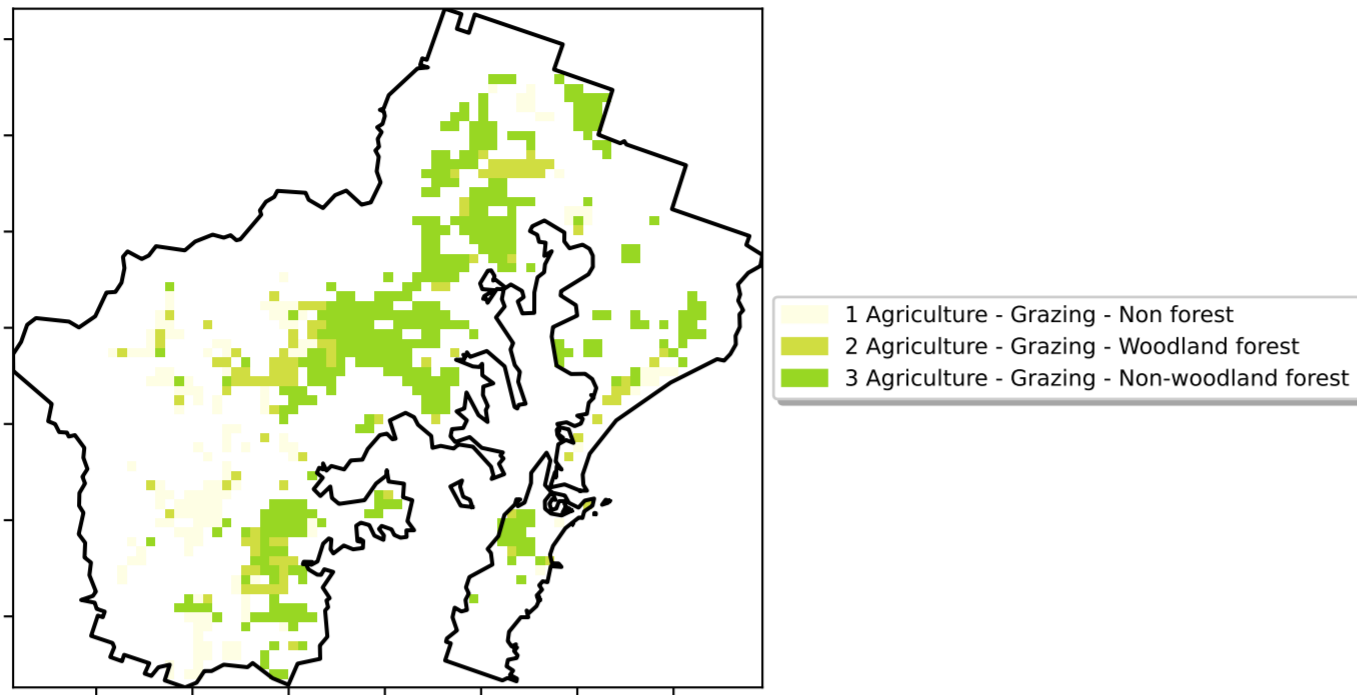 1 Agriculture - Grazing - Non forest
2 Agriculture - Grazing - Woodland forest
3 Agriculture - Grazing - Non-woodland forest